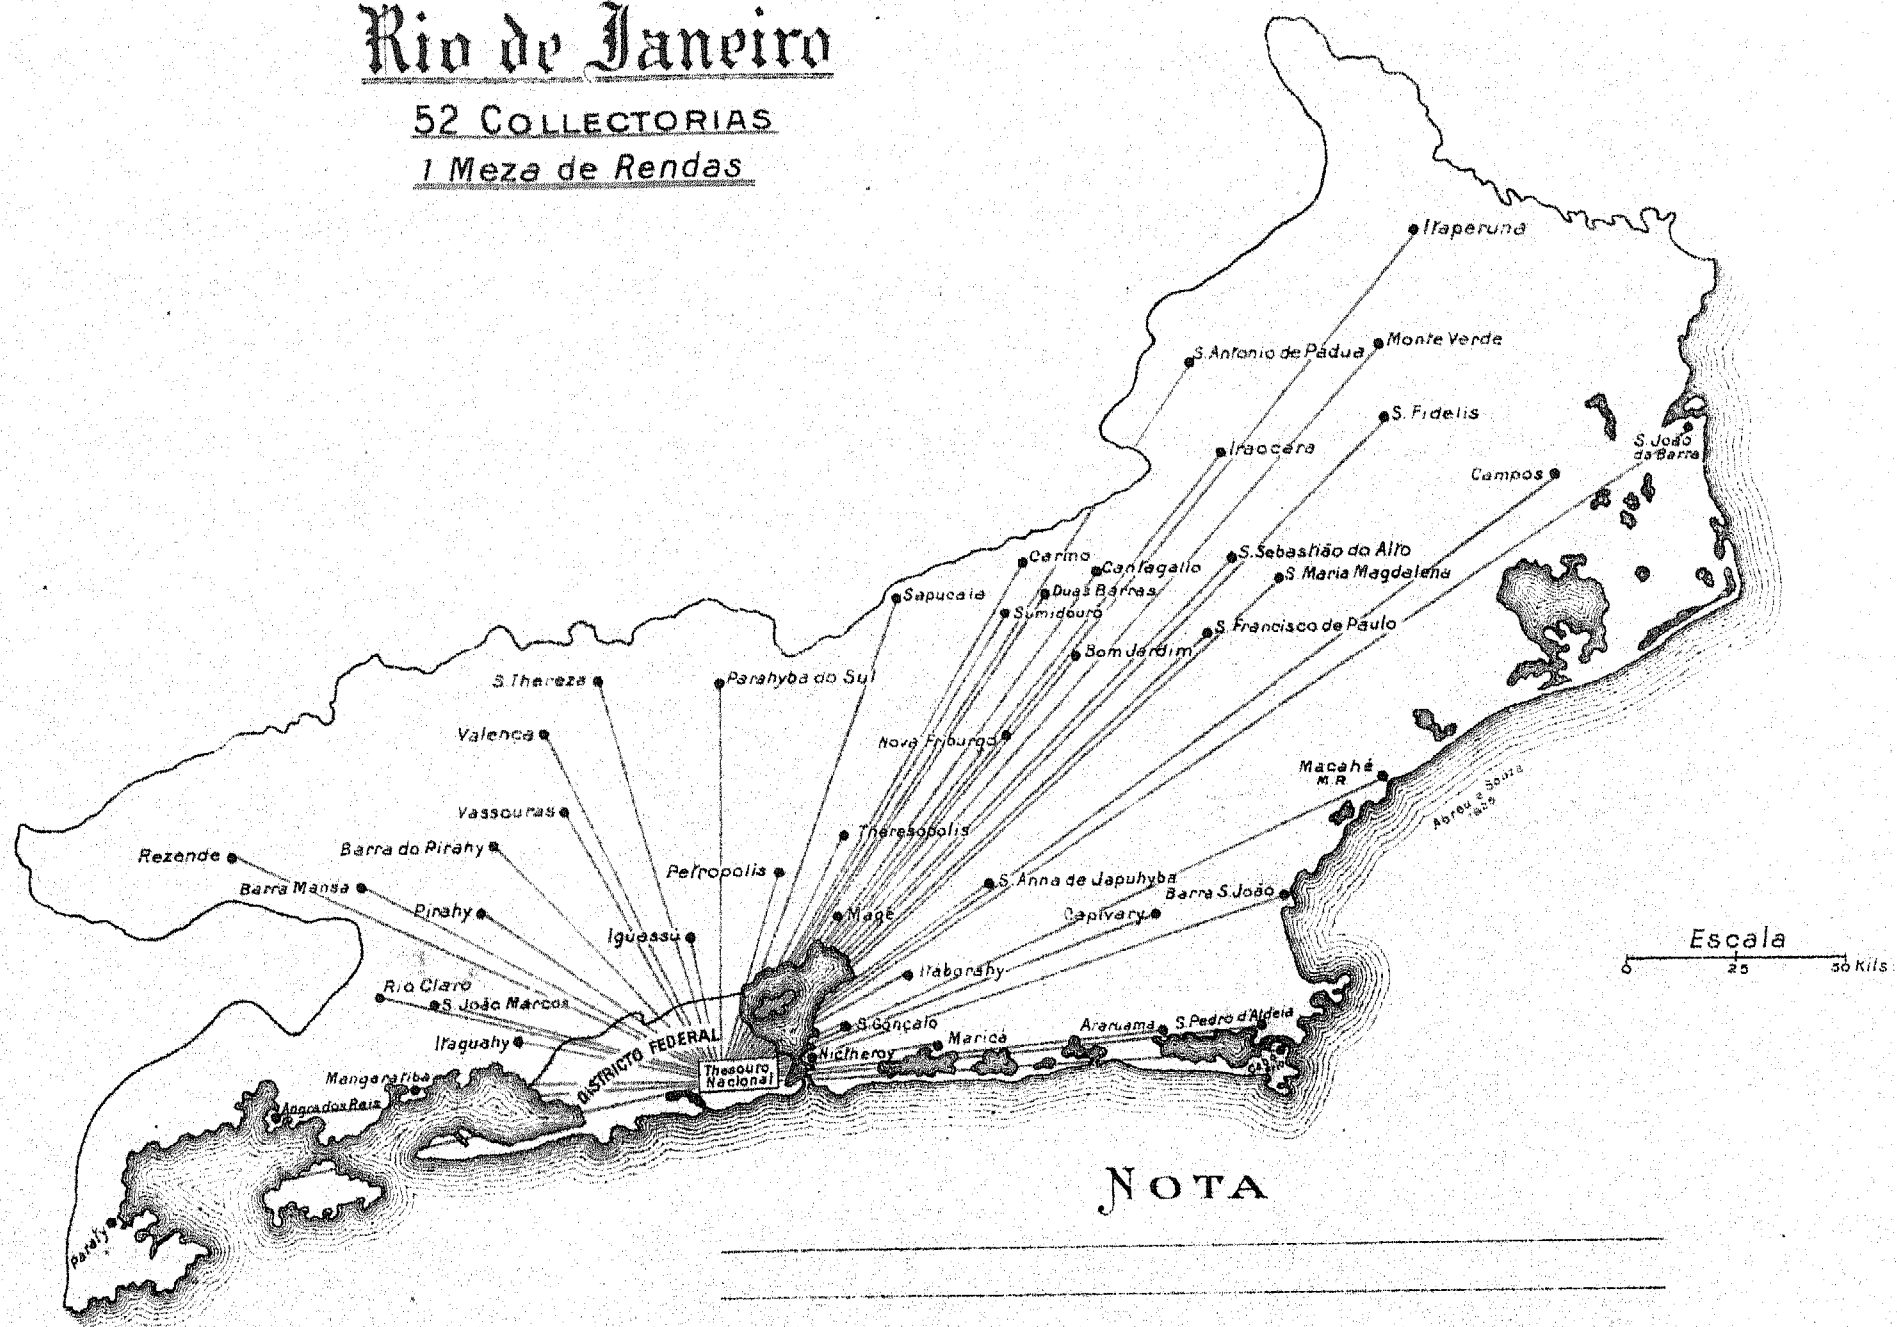 Rio de Janeiro
52 COLLECTORIAS
1 Meza de Rendas
Itaperuna
S. Antonio de Padua
Monte Verde
S. Fidelis
Itaocara
S. João
da Barra
Campos
Carmo
Cantagallo
S. Sebastião do Alto
S. Maria Magdalena
Sapucaia
Duas Barras
Sumidouro
S. Francisco de Paulo
Bom Jardim
S. Thereza
Parahyba do Sul
Valença
Nova Friburgo
Macahé
M.R
Abreu e Souza
Vassouras
Theresopolis
Barra do Pirahy
Rezende
Petropolis
Barra Mansa
S. Anna de Japuhyba
Barra S. João
Pirahy
Magé
Capivary
Iguassú
Itaborahy
Escala
0 25 50 Kils.
Rio Claro
S. João Marcos
S. Gonçalo
Araruama
S. Pedro d'Aldeia
Maricá
Itaguahy
DISTRICTO FEDERAL
Nictheroy
Thesouro
Nacional
Mangaratiba
Angra dos Reis
Paraty
NOTA